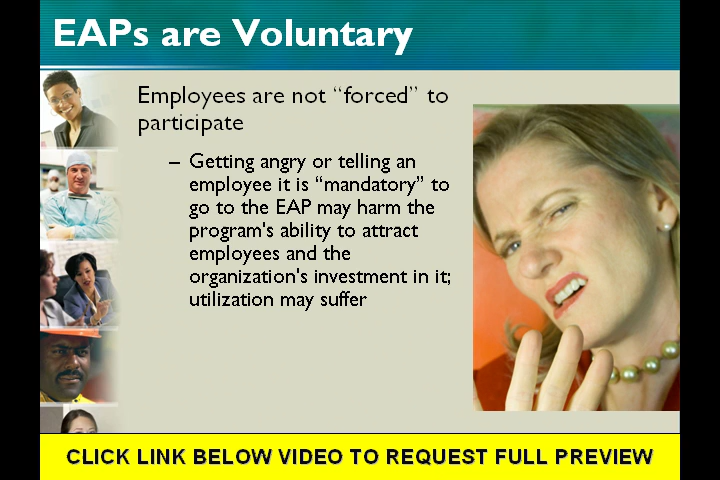 EAPs are Voluntary
Employees are not “forced” to
participate
– Getting angry or telling an
employee it is “mandatory” to
go to the EAP may harm the
program's ability to attract
employees and the
organization's investment in it;
utilization may suffer
CLICK LINK BELOW VIDEO TO REQUEST FULL PREVIEW